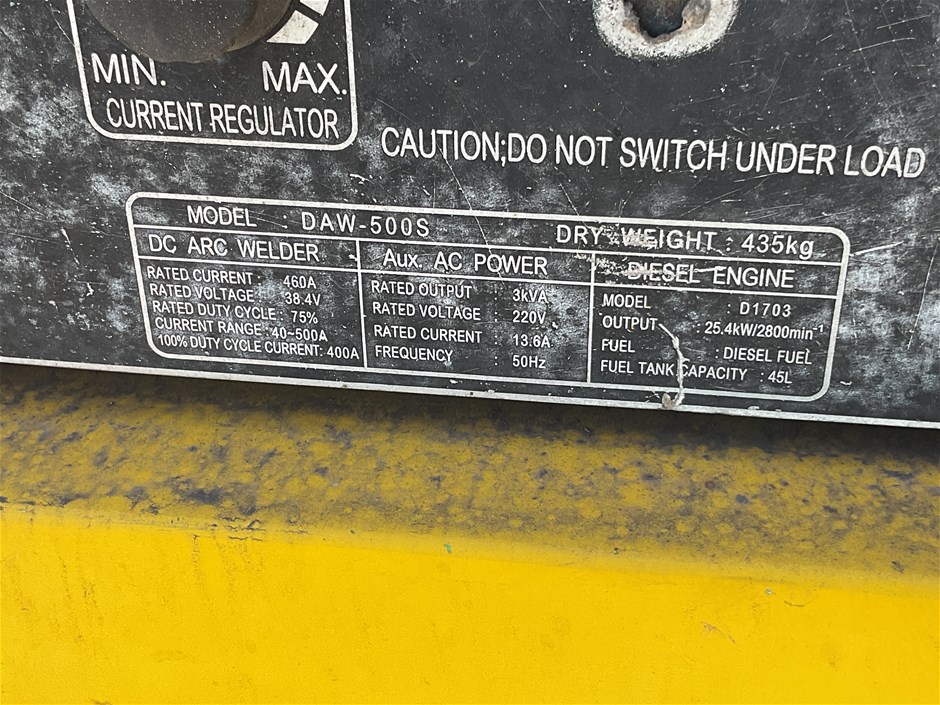 MIN. MAX.
CURRENT REGULATOR
CAUTION;DO NOT SWITCH UNDER LOAD
MODEL : DAW-500S DRY WEIGHT : 435kg
DC ARC WELDER
RATED CURRENT : 460A
RATED VOLTAGE : 38.4V
RATED DUTY CYCLE : 75%
CURRENT RANGE : 40~500A
100% DUTY CYCLE CURRENT: 400A
Aux. AC POWER
RATED OUTPUT : 3kVA
RATED VOLTAGE : 220V
RATED CURRENT : 13.6A
FREQUENCY : 50Hz
DIESEL ENGINE
MODEL : D1703
OUTPUT : 25.4kW/2800min⁻¹
FUEL : DIESEL FUEL
FUEL TANK CAPACITY : 45L